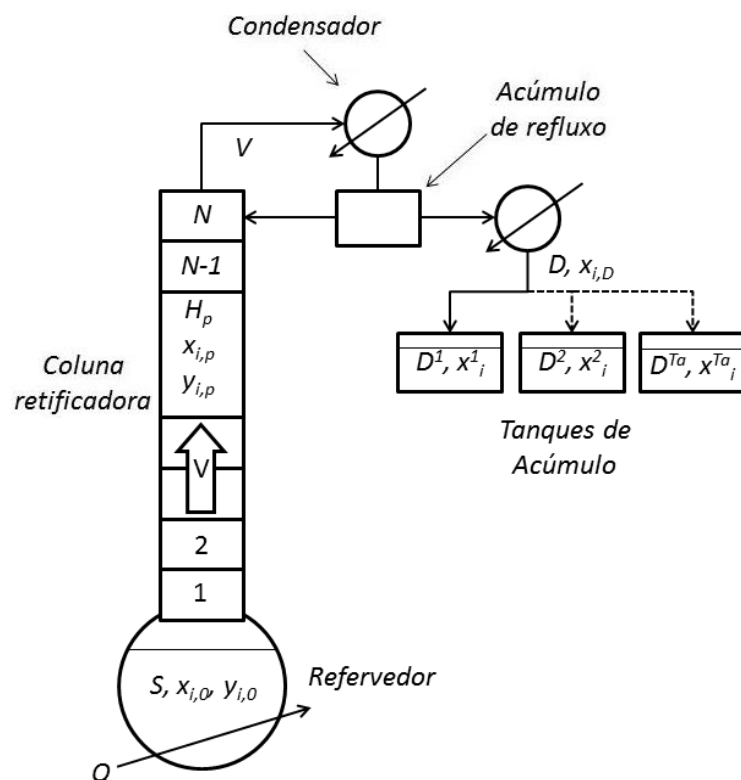 Condensador
Acúmulo
de refluxo
V
N
N-1
D, x_{i,D}
H_p
x_{i,p}
y_{i,p}
Coluna
retificadora
D^1, x^1_i
D^2, x^2_i
D^{Ta}, x^{Ta}_i
Tanques de
Acúmulo
V
2
1
Refervedor
S, x_{i,0}, y_{i,0}
Q